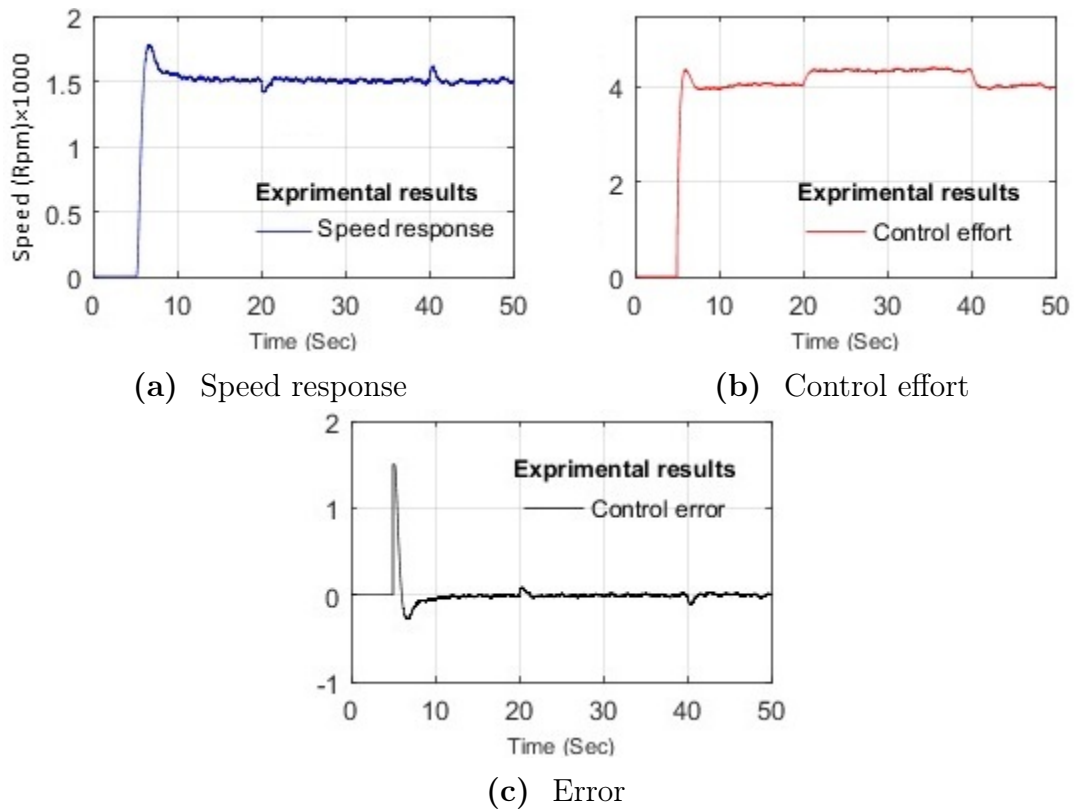 Speed (Rpm)×1000
2
1.5
1
0.5
0
0 10 20 30 40 50
Exprimental results
Speed response
Time (Sec)
(a) Speed response
4
2
0
0 10 20 30 40 50
Exprimental results
Control effort
Time (Sec)
(b) Control effort
2
1
0
-1
0 10 20 30 40 50
Exprimental results
Control error
Time (Sec)
(c) Error